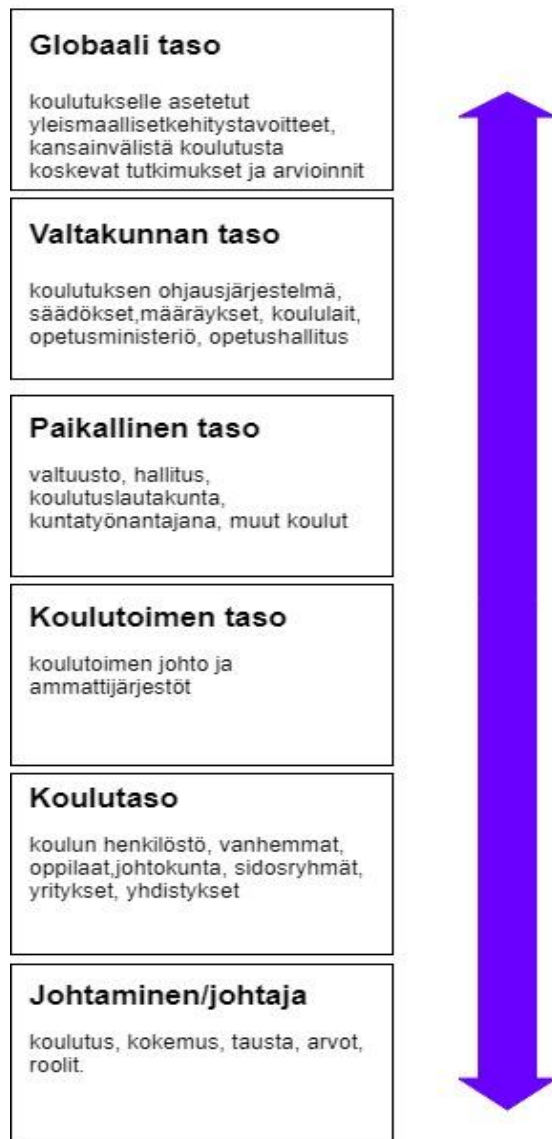 Globaali taso
koulutukselle asetetut
yleismaallisetkehitystavoitteet,
kansainvälistä koulutusta
koskevat tutkimukset ja arvioinnit
Valtakunnan taso
koulutuksen ohjausjärjestelmä,
säädökset,määräykset, koululait,
opetusministeriö, opetushallitus
Paikallinen taso
valtuusto, hallitus,
koulutuslautakunta,
kuntatyönantajana, muut koulut
Koulutoimen taso
koulutoimen johto ja
ammattijärjestöt
Koulutaso
koulun henkilöstö, vanhemmat,
oppilaat,johtokunta, sidosryhmät,
yritykset, yhdistykset
Johtaminen/johtaja
koulutus, kokemus, tausta, arvot,
roolit.